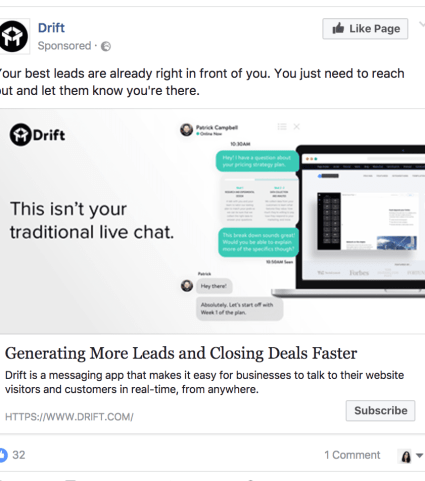 Drift
Like Page
Sponsored ·
Your best leads are already right in front of you. You just need to reach
out and let them know you're there.
Drift
This isn't your
traditional live chat.
Patrick Campbell
Online Now
10:30AM
Hey! I have a question about
your pricing strategy plan.
This break down sounds great!
Would you be able to explain
more of the specifics though?
10:30AM Seen
Patrick
Hey there!
Absolutely. Let's start off with
Week 1 of the plan.
Forbes
Generating More Leads and Closing Deals Faster
Drift is a messaging app that makes it easy for businesses to talk to their website
visitors and customers in real-time, from anywhere.
HTTPS://WWW.DRIFT.COM/
Subscribe
32
1 Comment